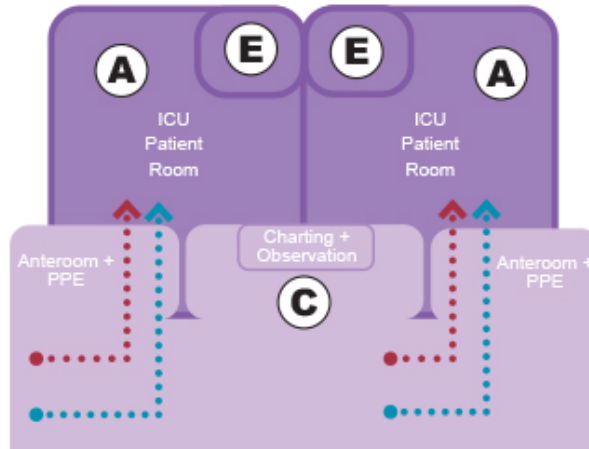 A
E
E
A
ICU
Patient
Room
ICU
Patient
Room
Anteroom +
PPE
Charting +
Observation
Anteroom +
PPE
C